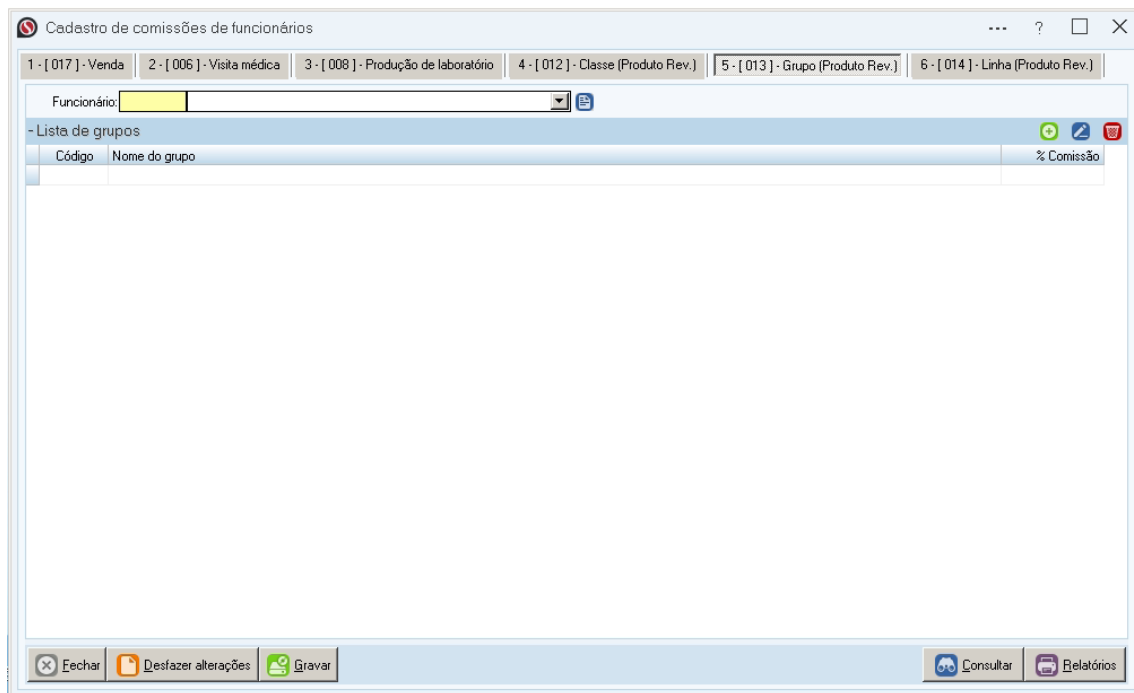 Cadastro de comissões de funcionários
1 - [ 017 ] - Venda 2 - [ 006 ] - Visita médica 3 - [ 008 ] - Produção de laboratório 4 - [ 012 ] - Classe (Produto Rev.) 5 - [ 013 ] - Grupo (Produto Rev.) 6 - [ 014 ] - Linha (Produto Rev.)
Funcionário:
- Lista de grupos
Código Nome do grupo % Comissão
Fechar Desfazer alterações Gravar Consultar Relatórios